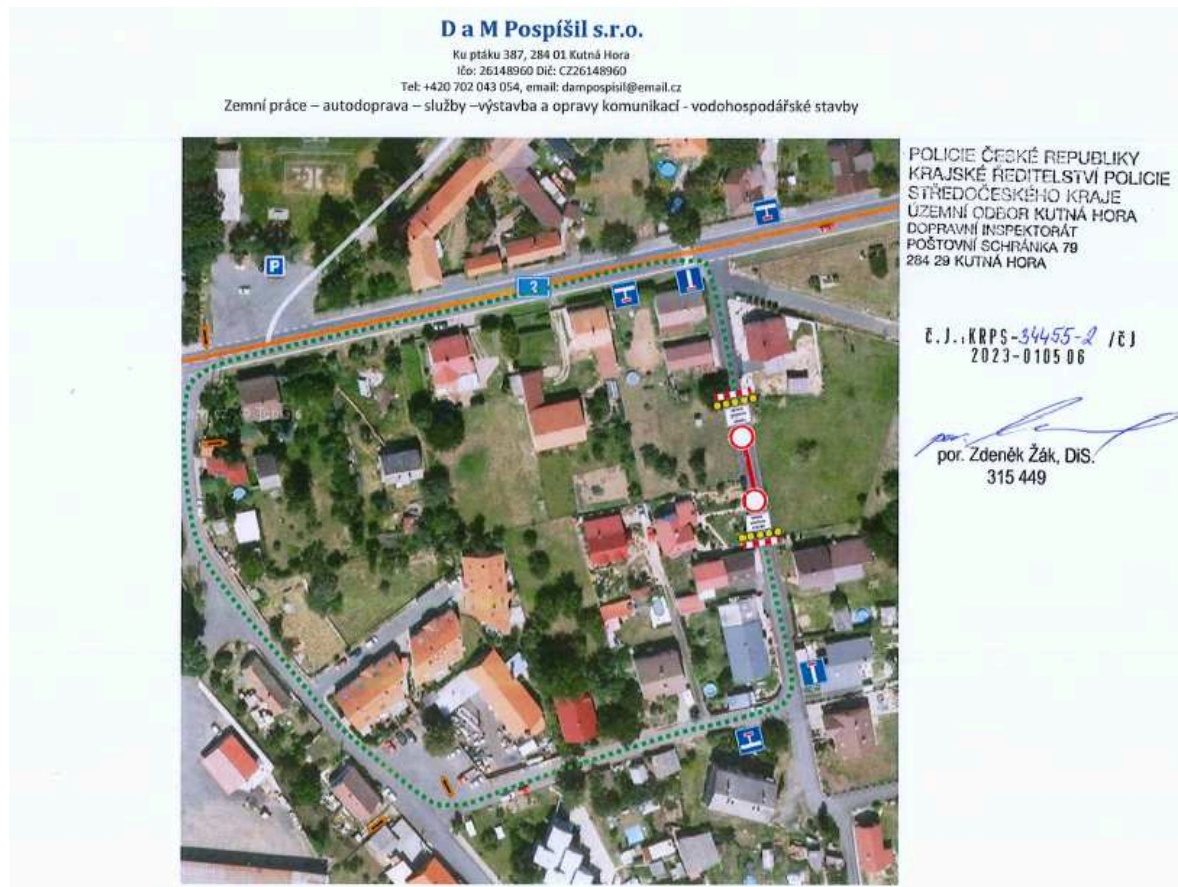 D a M Pospíšil s.r.o.
Ku ptáku 387, 284 01 Kutná Hora
Ičo: 26148960 Dič: CZ26148960
Tel: +420 702 043 054, email: dampospisil@email.cz
Zemní práce – autodoprava – služby –výstavba a opravy komunikací - vodohospodářské stavby
POLICIE ČESKÉ REPUBLIKY
KRAJSKÉ ŘEDITELSTVÍ POLICIE
STŘEDOČESKÉHO KRAJE
ÚZEMNÍ ODBOR KUTNÁ HORA
DOPRAVNÍ INSPEKTORÁT
POŠTOVNÍ SCHRÁNKA 79
284 29 KUTNÁ HORA
č.j.:KRPS-34455-2 /čJ
2023-010506
por. Zdeněk Žák, DiS.
315 449
P
2